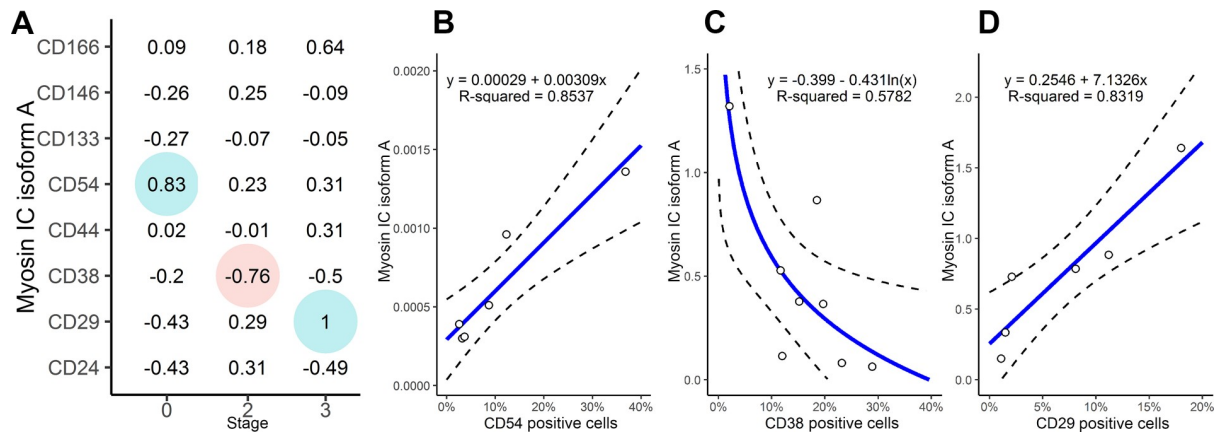 A
Myosin IC isoform A
CD166 0.09 0.18 0.64
CD146 -0.26 0.25 -0.09
CD133 -0.27 -0.07 -0.05
CD54 0.83 0.23 0.31
CD44 0.02 -0.01 0.31
CD38 -0.2 -0.76 -0.5
CD29 -0.43 0.29 1
CD24 -0.43 0.31 -0.49
0 2 3
Stage
B
y = 0.00029 + 0.00309x
R-squared = 0.8537
Myosin IC isoform A
0.0020
0.0015
0.0010
0.0005
0.0000
0% 10% 20% 30% 40%
CD54 positive cells
C
y = -0.399 - 0.431ln(x)
R-squared = 0.5782
Myosin IC isoform A
1.5
1.0
0.5
0.0
0% 10% 20% 30% 40%
CD38 positive cells
D
y = 0.2546 + 7.1326x
R-squared = 0.8319
Myosin IC isoform A
2.0
1.5
1.0
0.5
0.0
0% 5% 10% 15% 20%
CD29 positive cells